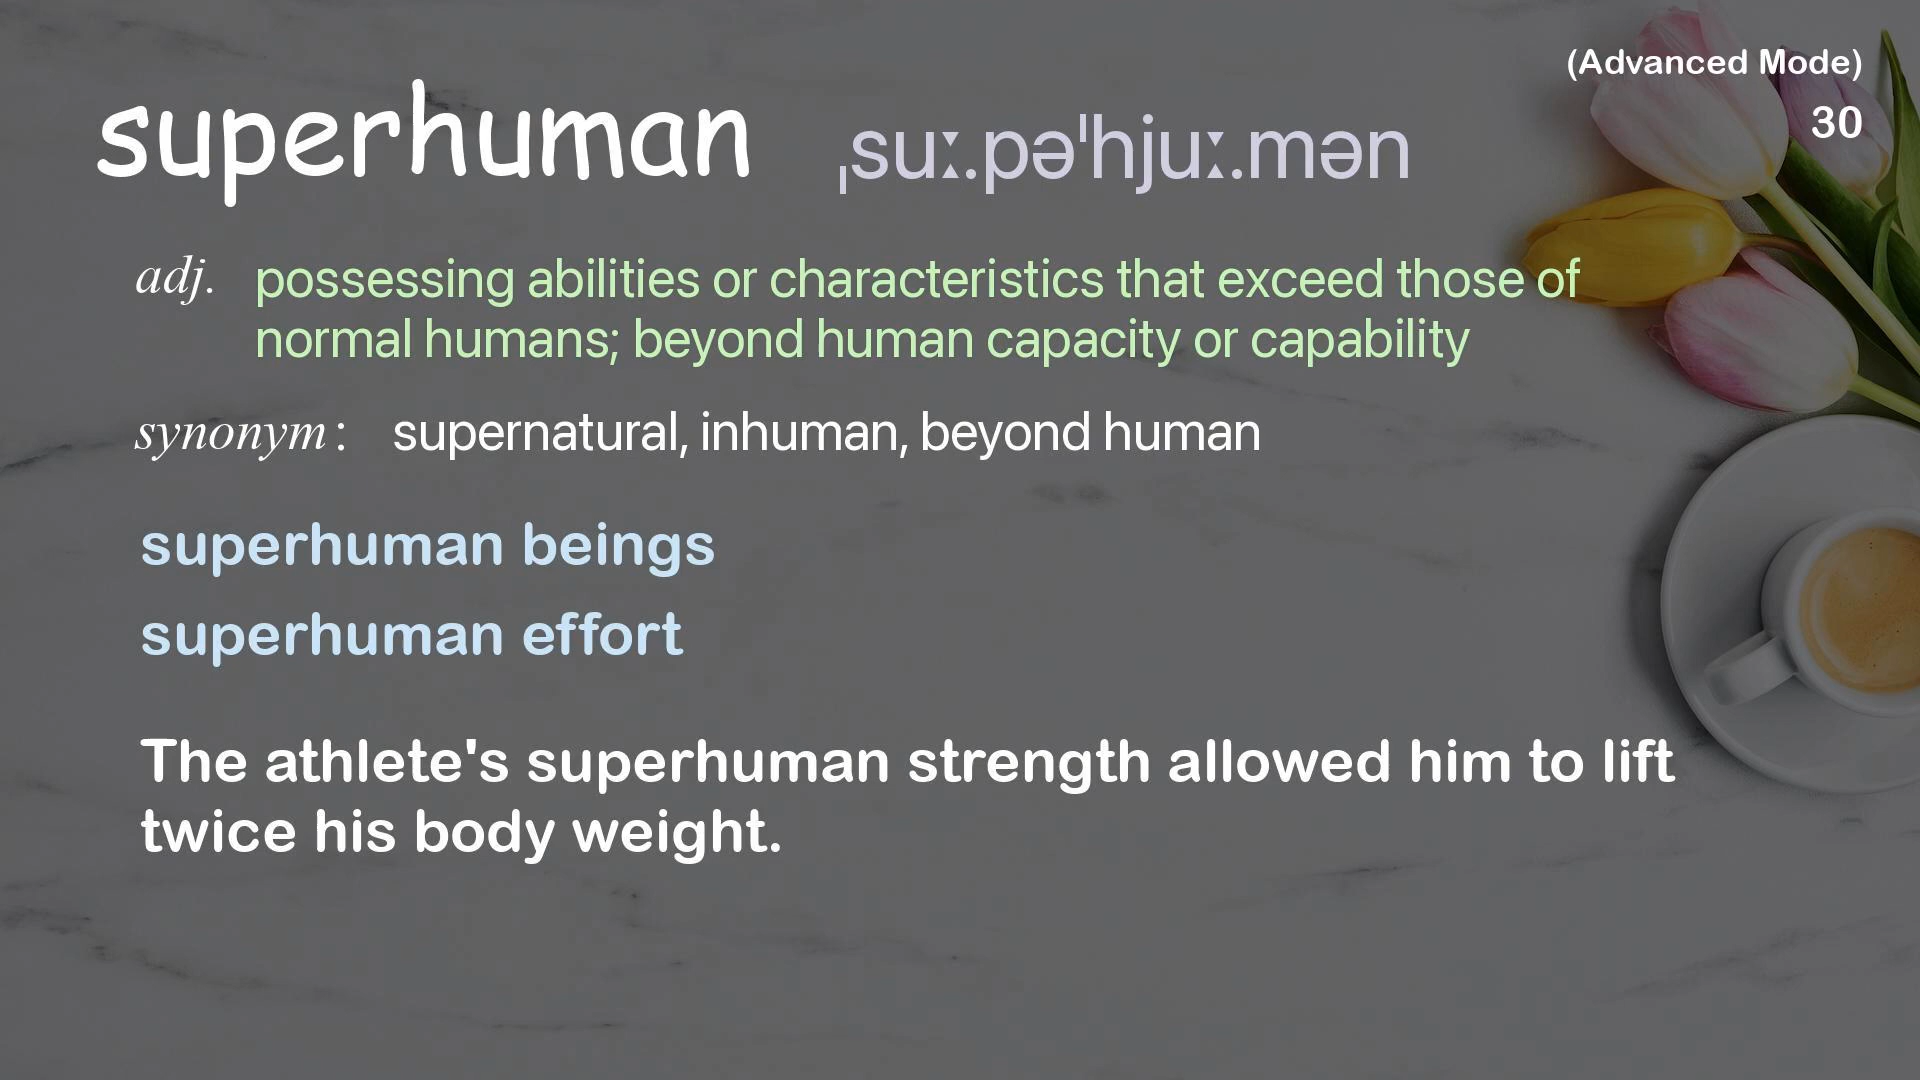 (Advanced Mode)
30
superhuman ˌsuː.pəˈhjuː.mən
adj. possessing abilities or characteristics that exceed those of
normal humans; beyond human capacity or capability
synonym: supernatural, inhuman, beyond human
superhuman beings
superhuman effort
The athlete's superhuman strength allowed him to lift
twice his body weight.